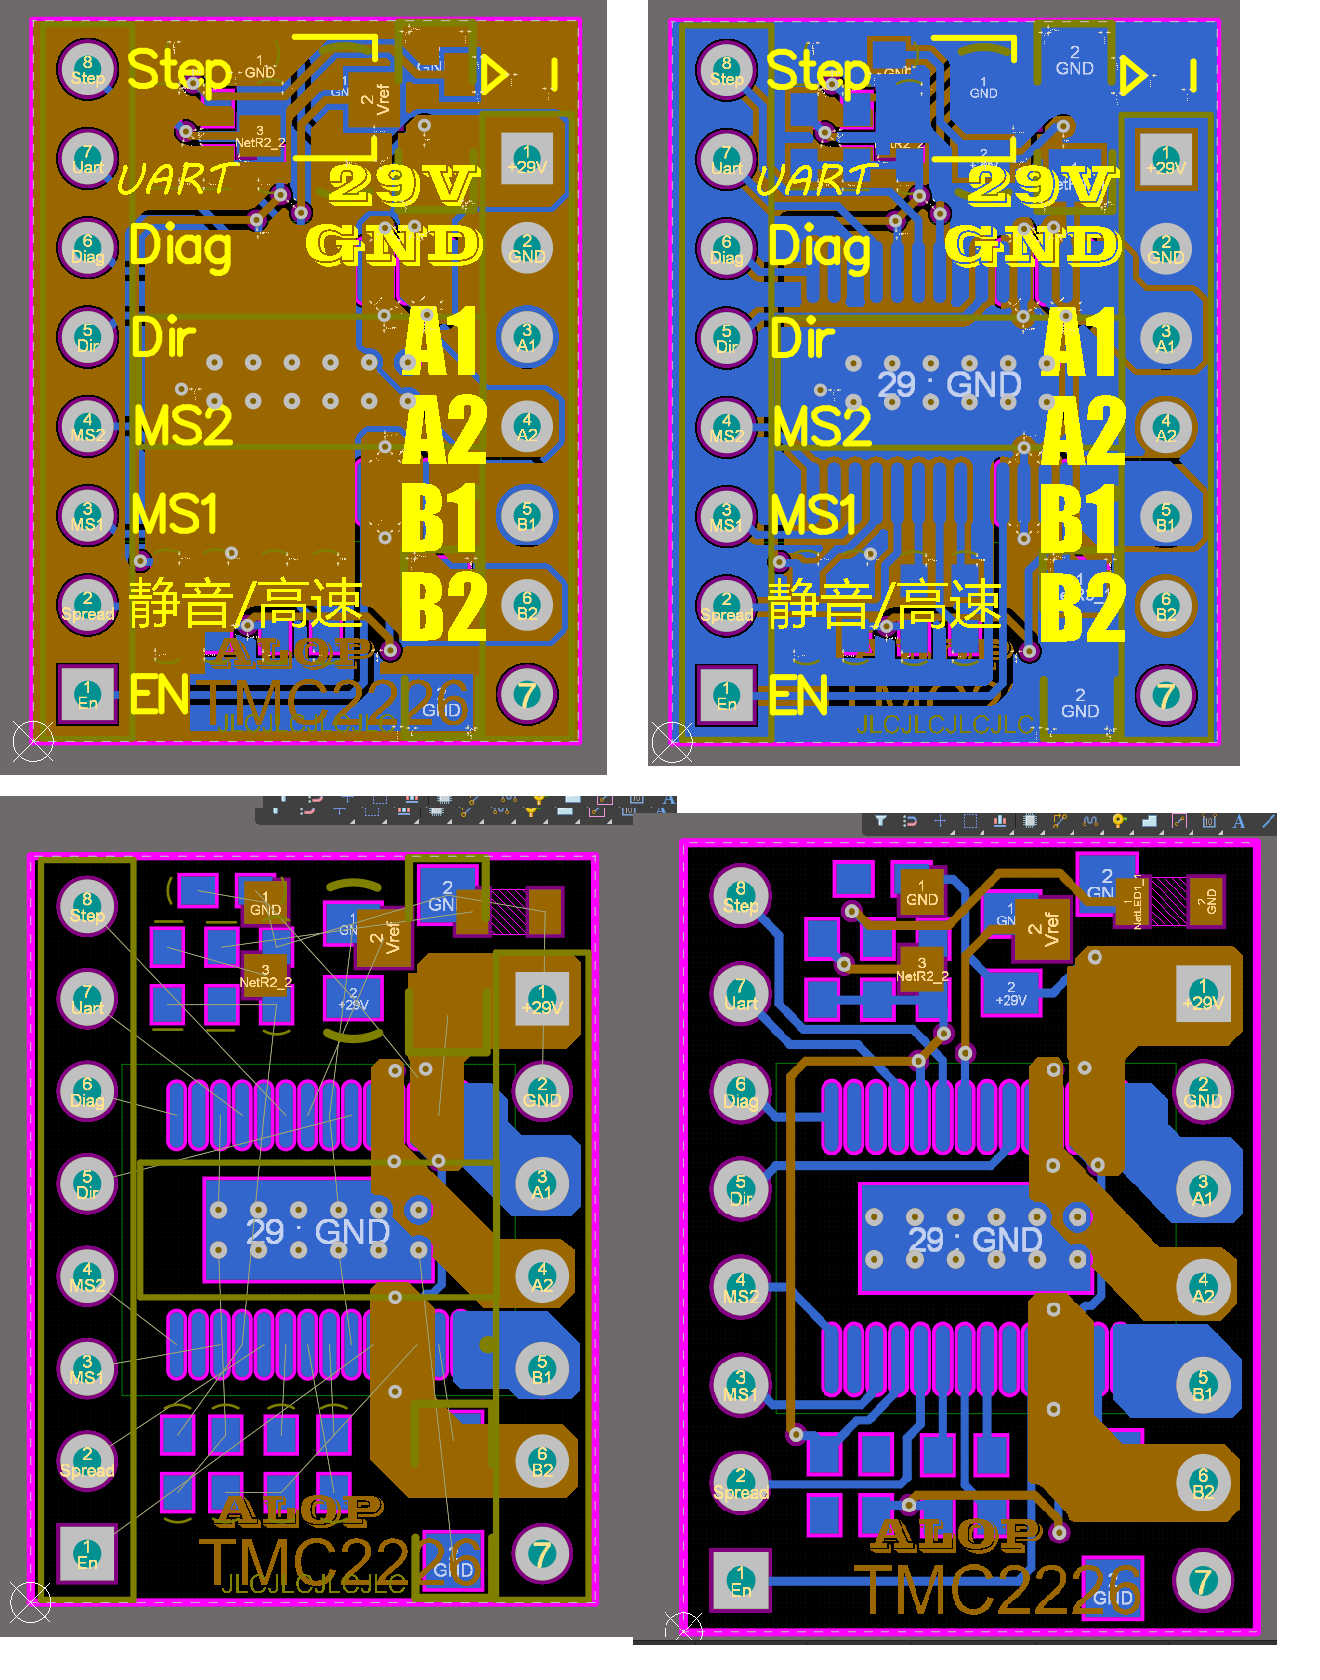 8
Step
Step
1
GND
GND
GN
2
Vref
3
NetR2_2
7
Uart
UART
29V
1
+29V
6
Diag
Diag
GND
2
GND
5
Dir
Dir
A1
3
A1
4
MS2
MS2
A2
4
A2
3
MS1
MS1
B1
5
B1
2
Spread
静音/高速
B2
6
B2
ALOP
1
En
EN
TMC2226
GND
7
JLCJLCJLCJLC
8
Step
Step
1
GND
2
GND
7
Uart
UART
29V
1
+29V
6
Diag
Diag
GND
2
GND
5
Dir
Dir
A1
3
A1
29 : GND
4
MS2
MS2
A2
4
A2
3
MS1
MS1
B1
5
B1
2
Spread
静音/高速
B2
6
B2
1
En
EN
2
GND
7
JLCJLCJLCJLC
8
Step
1
GND
2
GN
2
Vref
3
NetR2_2
7
Uart
2
+29V
1
+29V
6
Diag
2
GND
5
Dir
3
A1
29 : GND
4
MS2
4
A2
3
MS1
5
B1
2
Spread
6
B2
ALOP
1
En
TMC2226
GND
7
JLCJLCJLCJLC
8
Step
1
GND
2
GN
1
NetLED1_1
2
GND
2
Vref
3
NetR2_2
7
Uart
2
+29V
1
+29V
6
Diag
2
GND
5
Dir
3
A1
29 : GND
4
MS2
4
A2
3
MS1
5
B1
2
Spread
6
B2
ALOP
1
En
TMC2226
GND
7